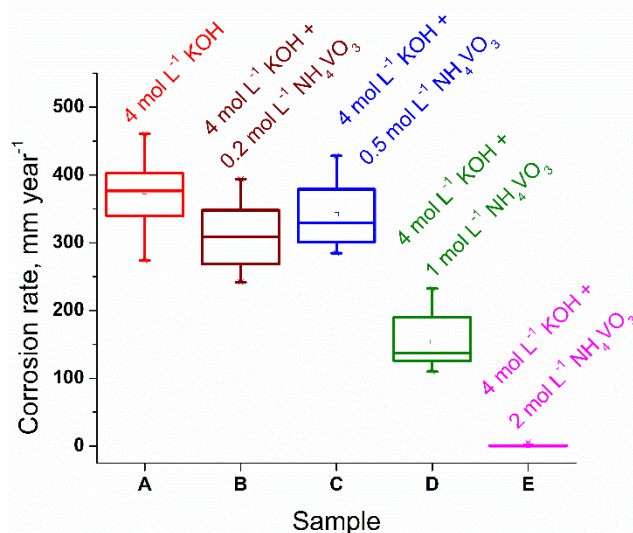 4 mol L⁻¹ KOH
4 mol L⁻¹ KOH +
0.2 mol L⁻¹ NH₄VO₃
4 mol L⁻¹ KOH +
0.5 mol L⁻¹ NH₄VO₃
4 mol L⁻¹ KOH +
1 mol L⁻¹ NH₄VO₃
4 mol L⁻¹ KOH +
2 mol L⁻¹ NH₄VO₃
Corrosion rate, mm year⁻¹
500
400
300
200
100
0
A B C D E
Sample